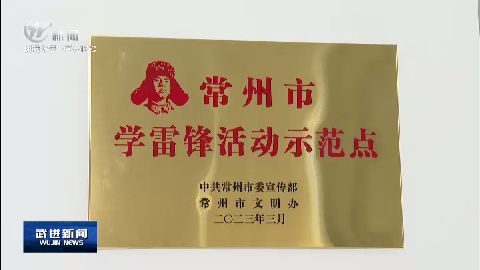 新闻
常州市
学雷锋活动示范点
中共常州市委宣传部
常州市文明办
二〇二三年三月
武进新闻
WUJIN NEWS